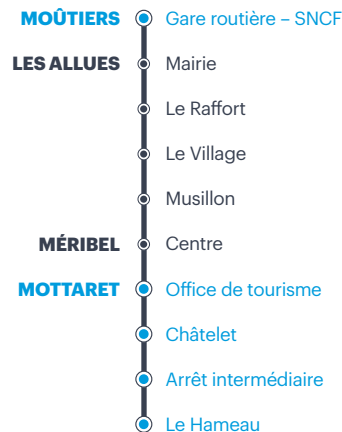 MOÛTIERS Gare routière – SNCF
LES ALLUES Mairie
Le Raffort
Le Village
Musillon
MÉRIBEL Centre
MOTTARET Office de tourisme
Châtelet
Arrêt intermédiaire
Le Hameau